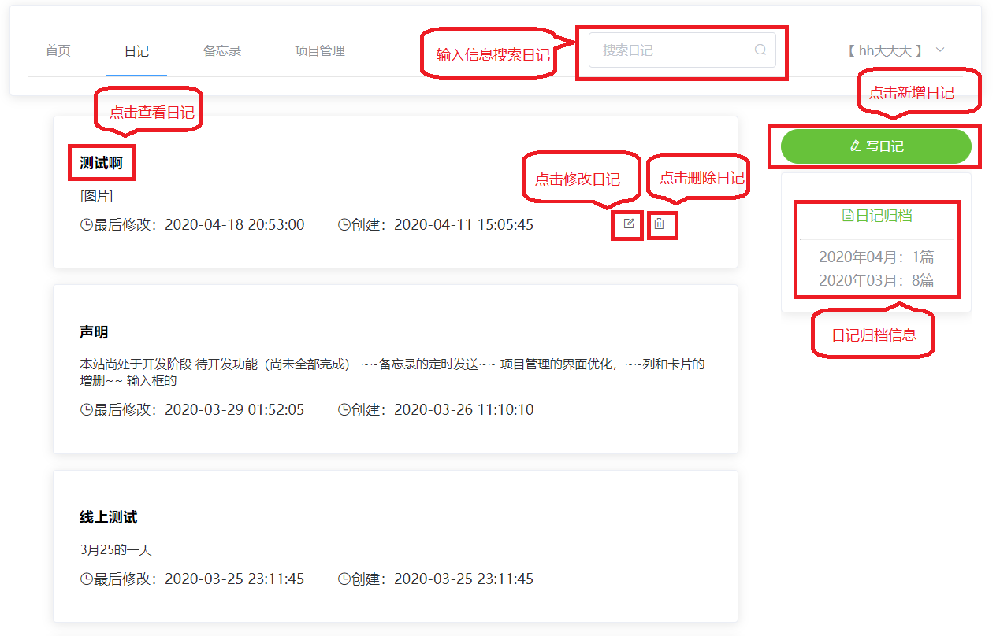 首页
日记
备忘录
项目管理
输入信息搜索日记
搜索日记
【 hh大大大 】
点击查看日记
点击新增日记
写日记
测试啊
[图片]
最后修改：2020-04-18 20:53:00 创建：2020-04-11 15:05:45
点击修改日记
点击删除日记
日记归档
2020年04月：1篇
2020年03月：8篇
日记归档信息
声明
本站尚处于开发阶段 待开发功能（尚未全部完成） ~~备忘录的定时发送~~ 项目管理的界面优化，~~列和卡片的
增删~~ 输入框的
最后修改：2020-03-29 01:52:05 创建：2020-03-26 11:10:10
线上测试
3月25的一天
最后修改：2020-03-25 23:11:45 创建：2020-03-25 23:11:45